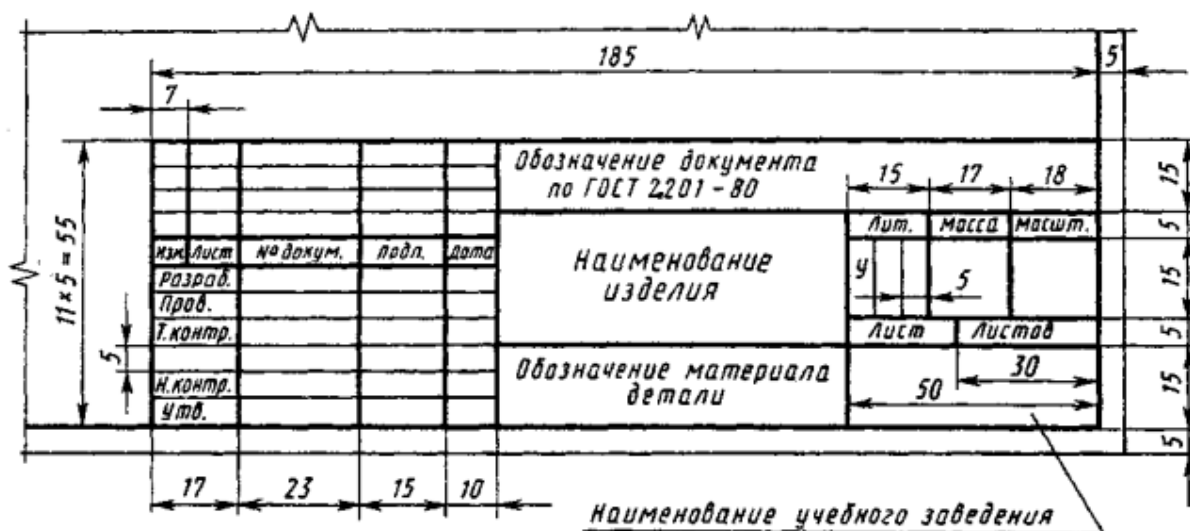 185
5
7
Обозначение документа
по ГОСТ 2.201 - 80
15
17
18
15
Лит.
Масса
Масшт.
5
Изм.
Лист
№ докум.
Подп.
Дата
Наименование
изделия
У
5
15
11×5=55
Разраб.
Пров.
Т.контр.
Лист
Листов
5
5
Обозначение материала
детали
30
50
15
Н.контр.
Утв.
5
17
23
15
10
Наименование учебного заведения